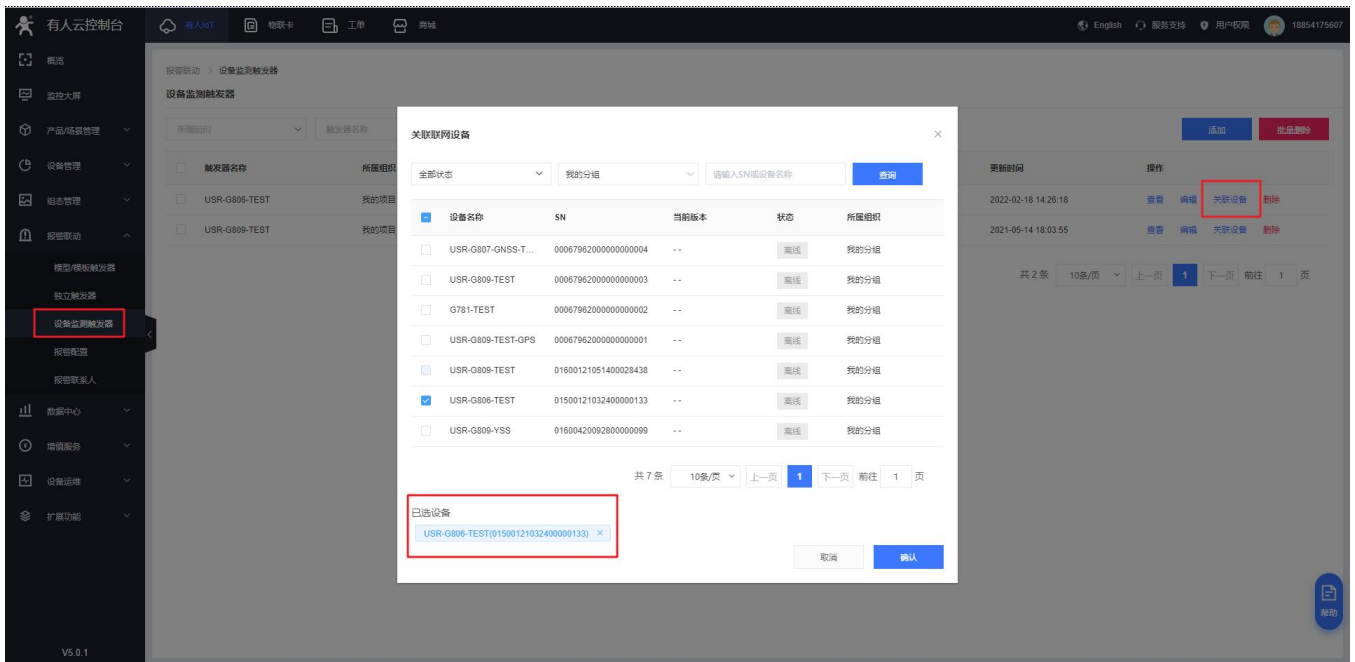 有人云控制台 有人IoT 物联卡 工单 商城 English 服务支持 用户权限 18854175607
概览
监控大屏
产品/场景管理
设备管理
组态管理
报警联动
模型/模板触发器
独立触发器
设备监测触发器
报警配置
报警联系人
数据中心
增值服务
设备运维
扩展功能
V5.0.1
报警联动 > 设备监测触发器
设备监测触发器
所属组织 触发器名称 添加 批量删除
触发器名称 所属组织 更新时间 操作
USR-G806-TEST 我的项目 2022-02-18 14:26:18 查看 编辑 关联设备 删除
USR-G809-TEST 我的项目 2021-05-14 18:03:55 查看 编辑 关联设备 删除
共 2 条 10条/页 上一页 1 下一页 前往 1 页
关联联网设备
全部状态 我的分组 请输入SN或设备名称 查询
设备名称 SN 当前版本 状态 所属组织
USR-G807-GNSS-T... 00067962000000000004 -- 离线 我的分组
USR-G809-TEST 00067962000000000003 -- 离线 我的分组
G781-TEST 00067962000000000002 -- 离线 我的分组
USR-G809-TEST-GPS 00067962000000000001 -- 离线 我的分组
USR-G809-TEST 01600121051400028438 -- 离线 我的分组
USR-G806-TEST 01500121032400000133 -- 离线 我的分组
USR-G809-YSS 01600420092800000099 -- 离线 我的分组
共 7 条 10条/页 上一页 1 下一页 前往 1 页
已选设备
USR-G806-TEST(01500121032400000133) ×
取消 确认
帮助